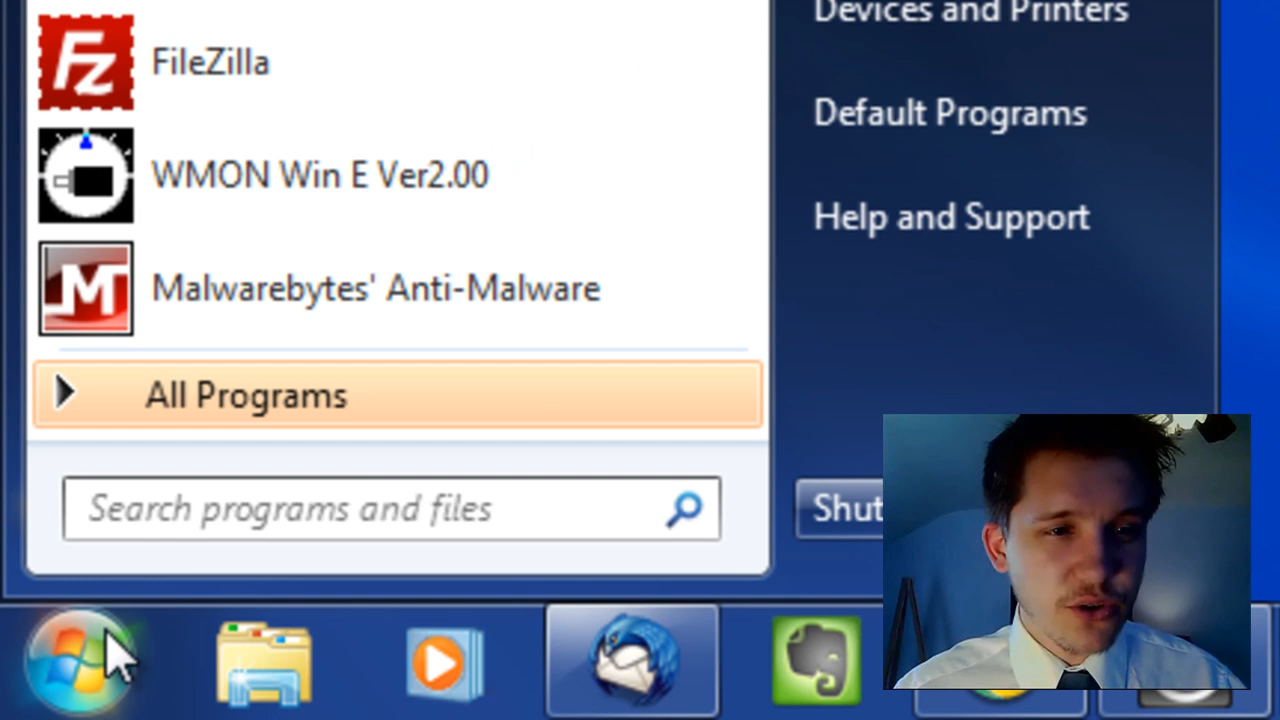 Devices and Printers
FileZilla
Default Programs
WMON Win E Ver2.00
Help and Support
Malwarebytes' Anti-Malware
All Programs
Search programs and files
Shut